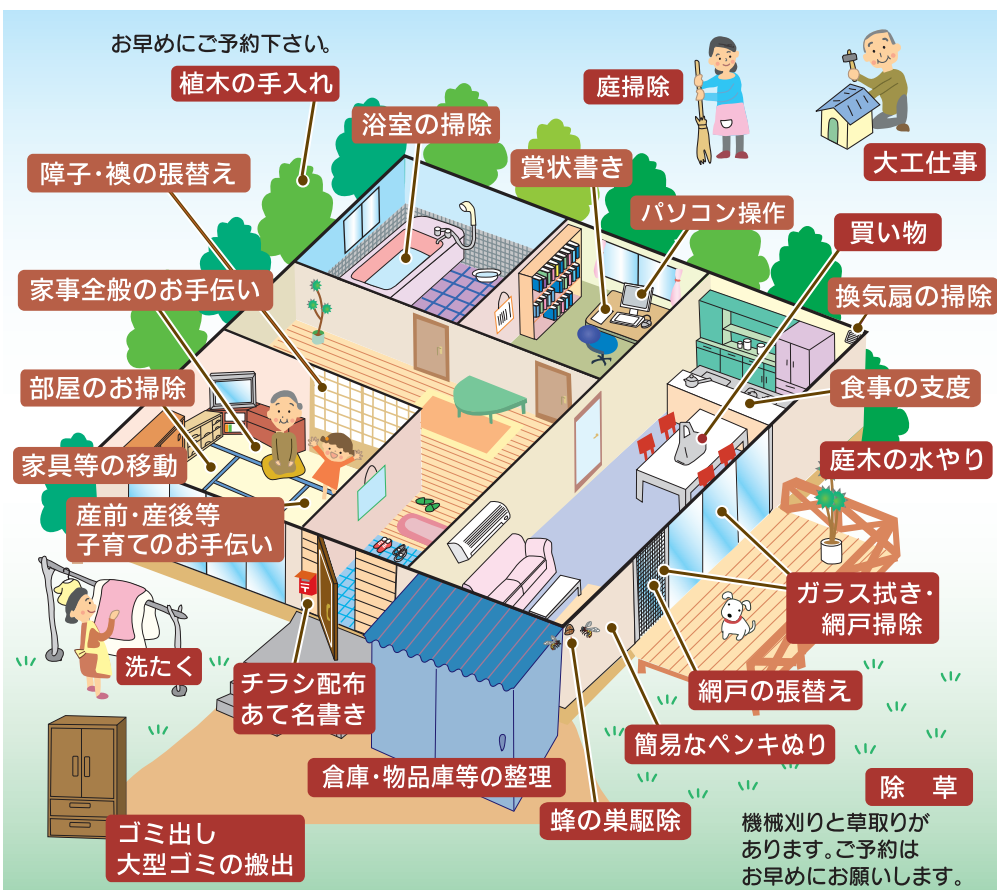 お早めにご予約下さい。
植木の手入れ
庭掃除
大工仕事
浴室の掃除
賞状書き
障子・襖の張替え
パソコン操作
買い物
家事全般のお手伝い
換気扇の掃除
部屋のお掃除
食事の支度
家具等の移動
庭木の水やり
産前・産後等
子育てのお手伝い
ガラス拭き・
網戸掃除
洗たく
チラシ配布
あて名書き
網戸の張替え
簡易なペンキぬり
倉庫・物品庫等の整理
除 草
蜂の巣駆除
機械刈りと草取りが
あります。ご予約は
お早めにお願いします。
ゴミ出し
大型ゴミの搬出